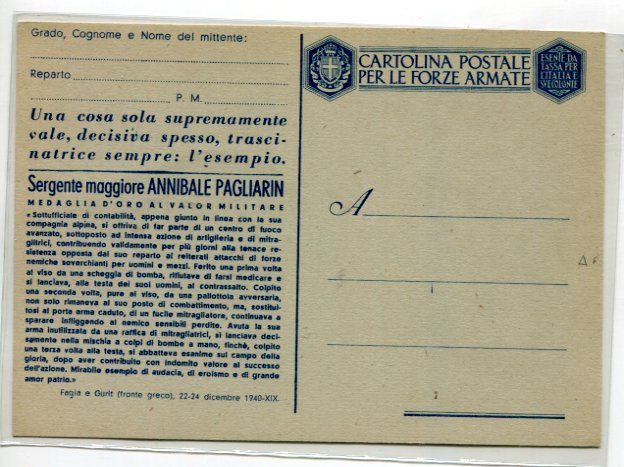 Grado, Cognome e Nome del mittente:
Reparto
P. M.
Una cosa sola supremamente
vale, decisiva spesso, trasci-
natrice sempre: l'esempio.
Sergente maggiore ANNIBALE PAGLIARIN
MEDAGLIA D'ORO AL VALOR MILITARE
«Sottufficiale di contabilità, appena giunto in linea con la sua
compagnia alpina, si offriva di far parte di un centro di fuoco
avanzato, sottoposto ad intensa azione di artiglieria e di mitra-
gliatrici, contribuendo validamente per più giorni alla tenace re-
sistenza opposta dal suo reparto ai reiterati attacchi di forze
nemiche soverchianti per uomini e mezzi. Ferito una prima volta
al viso da una scheggia di bomba, rifiutava di farsi medicare e
si lanciava, alla testa dei suoi uomini, al contrassalto. Colpito
una seconda volta, pure al viso, da una pallottola avversaria,
non solo rimaneva al suo posto di combattimento, ma, sostitui-
tosi al porta arma caduto, di un fucile mitragliatore, continuava a
sparare infliggendo al nemico sensibili perdite. Avuta la sua
arma inutilizzata da una raffica di mitragliatrici, si lanciava deci-
samente nella mischia a colpi di bombe a mano, finchè, colpito
una terza volta alla testa, si abbatteva esanime sul campo della
gloria, dopo aver contribuito con indomito valore al successo
dell'azione. Mirabile esempio di audacia, di eroismo e di grande
amor patrio.»
Fagia e Gurit (fronte greco), 22-24 dicembre 1940-XIX.
CARTOLINA POSTALE
PER LE FORZE ARMATE
ESENTE DA
TASSA PER
L'ITALIA E
SVE COLONIE
A